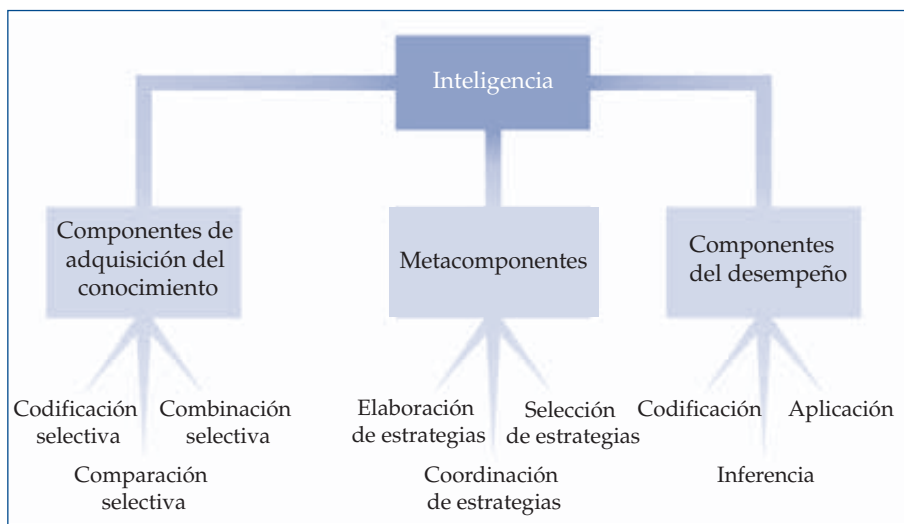 Inteligencia
Componentes de
adquisición del
conocimiento
Metacomponentes
Componentes
del desempeño
Codificación
selectiva
Combinación
selectiva
Comparación
selectiva
Elaboración
de estrategias
Selección
de estrategias
Coordinación
de estrategias
Codificación
Aplicación
Inferencia